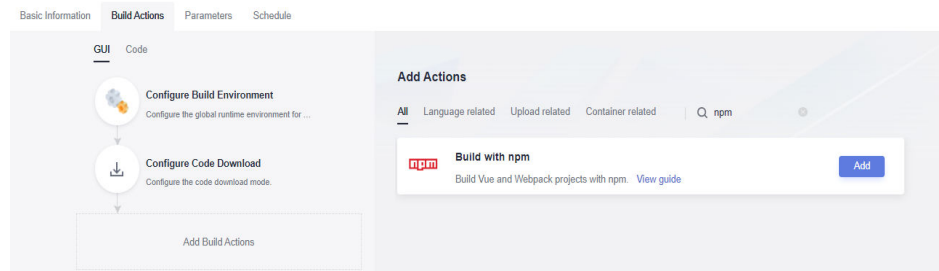 Basic Information Build Actions Parameters Schedule
GUI Code
Configure Build Environment
Configure the global runtime environment for ...
Configure Code Download
Configure the code download mode.
Add Build Actions
Add Actions
All Language related Upload related Container related npm
npm
Build with npm
Build Vue and Webpack projects with npm. View guide
Add